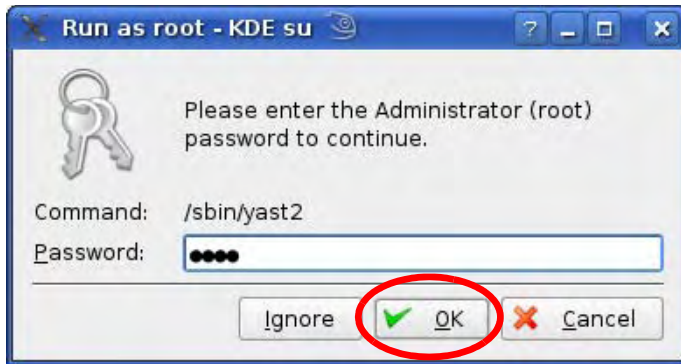 Run as root - KDE su
Please enter the Administrator (root)
password to continue.
Command: /sbin/yast2
Password: ●●●●
Ignore OK Cancel